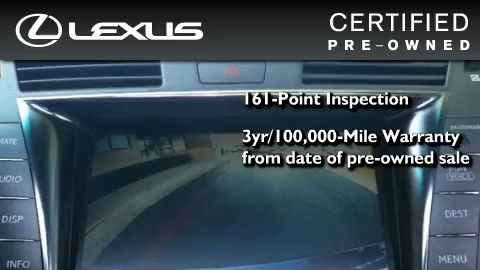 LEXUS
CERTIFIED
PRE-OWNED
161-Point Inspection
3yr/100,000-Mile Warranty
from date of pre-owned sale
PASSENGER
MATE
AUDIO
DISP
DEST
INFO
MENU